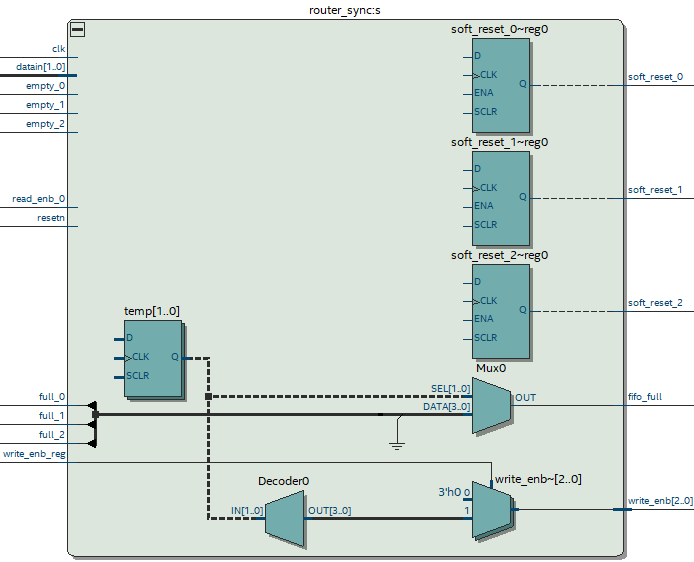 router_sync:s
soft_reset_0~reg0
clk
datain[1..0]
empty_0
empty_1
empty_2
D
CLK
ENA
SCLR
Q
soft_reset_0
soft_reset_1~reg0
read_enb_0
resetn
D
CLK
ENA
SCLR
Q
soft_reset_1
soft_reset_2~reg0
D
CLK
ENA
SCLR
Q
soft_reset_2
temp[1..0]
D
CLK
SCLR
Q
Mux0
SEL[1..0]
DATA[3..0]
OUT
fifo_full
full_0
full_1
full_2
write_enb_reg
Decoder0
IN[1..0]
OUT[3..0]
write_enb~[2..0]
3'h0 0
1
write_enb[2..0]